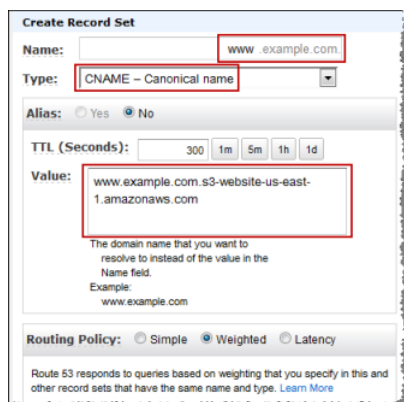 Create Record Set
Name: www .example.com.
Type: CNAME – Canonical name
Alias: Yes No
TTL (Seconds): 300 1m 5m 1h 1d
Value: www.example.com.s3-website-us-east-
1.amazonaws.com
The domain name that you want to
resolve to instead of the value in the
Name field.
Example:
www.example.com
Routing Policy: Simple Weighted Latency
Route 53 responds to queries based on weighting that you specify in this and
other record sets that have the same name and type. Learn More